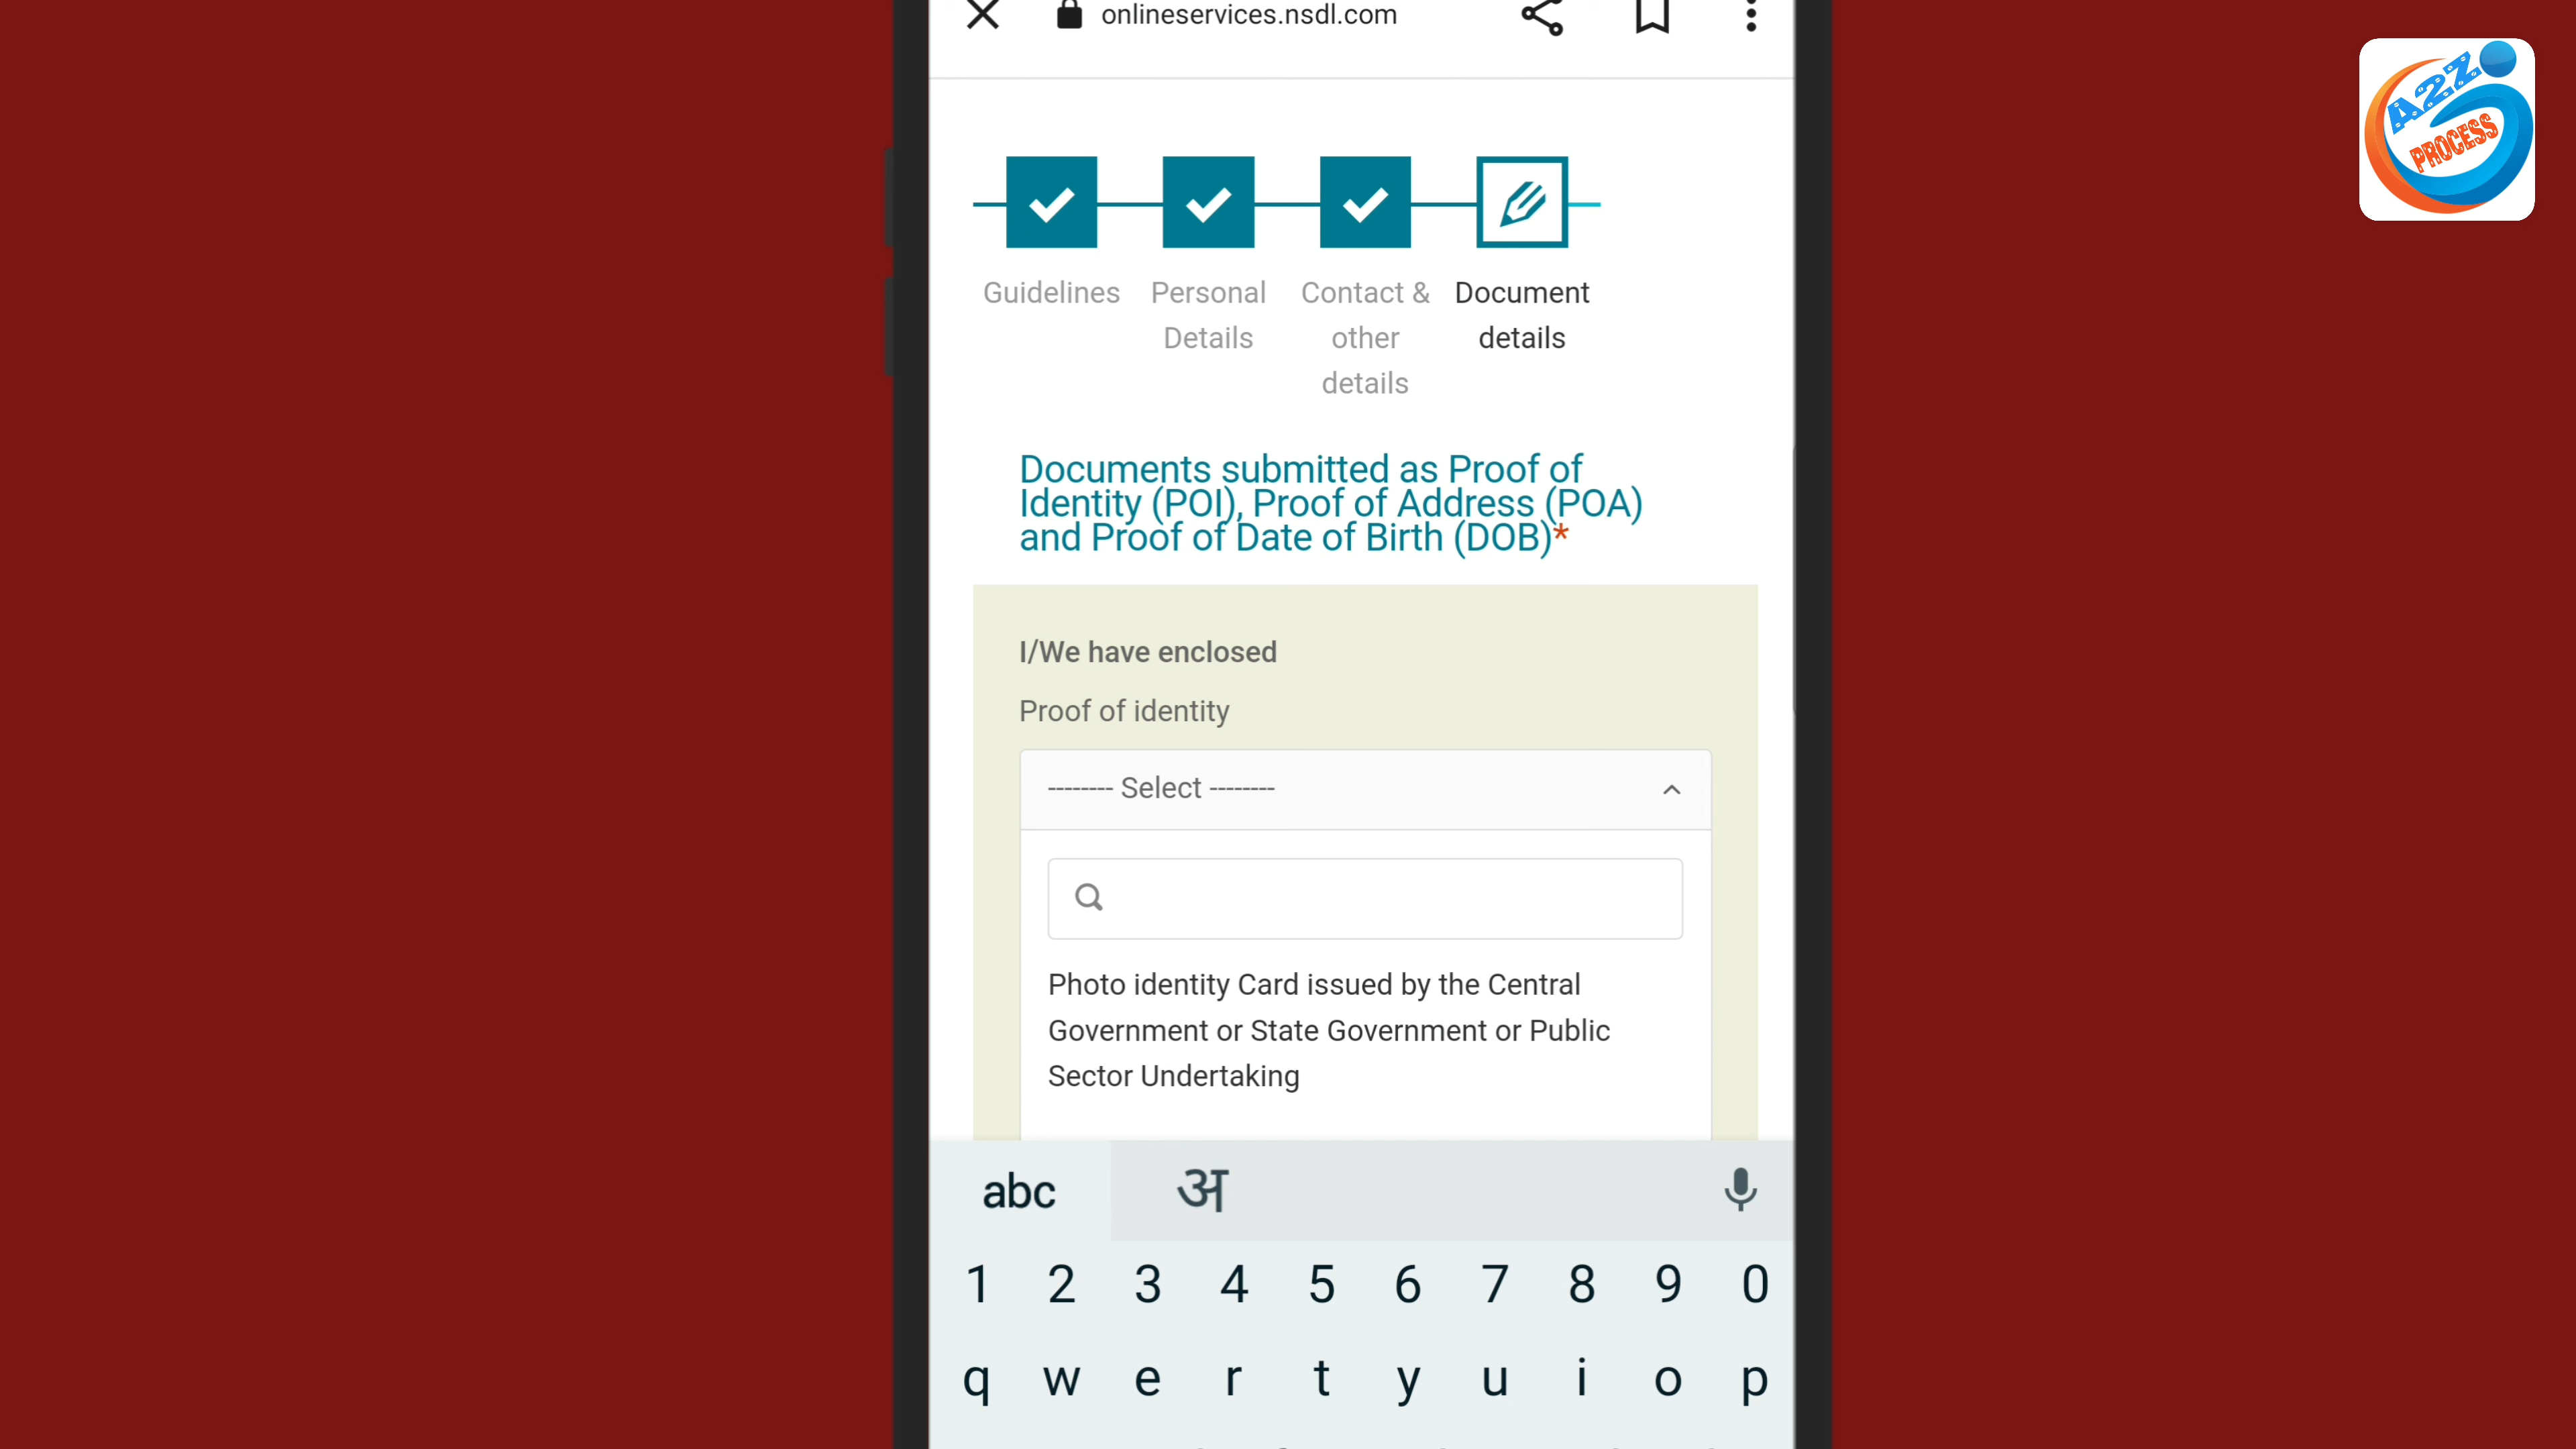 onlineservices.nsdl.com
A2Z
PROCESS
Guidelines
Personal
Details
Contact &
other
details
Document
details
Documents submitted as Proof of
Identity (POI), Proof of Address (POA)
and Proof of Date of Birth (DOB)*
I/We have enclosed
Proof of identity
-------- Select --------
Photo identity Card issued by the Central
Government or State Government or Public
Sector Undertaking
abc अ
1 2 3 4 5 6 7 8 9 0
q w e r t y u i o p